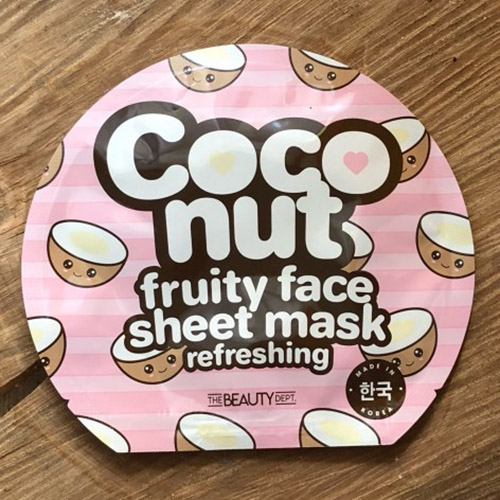 Coco
nut
fruity face
sheet mask
refreshing
THE BEAUTY DEPT.
MADE IN
한국
KOREA